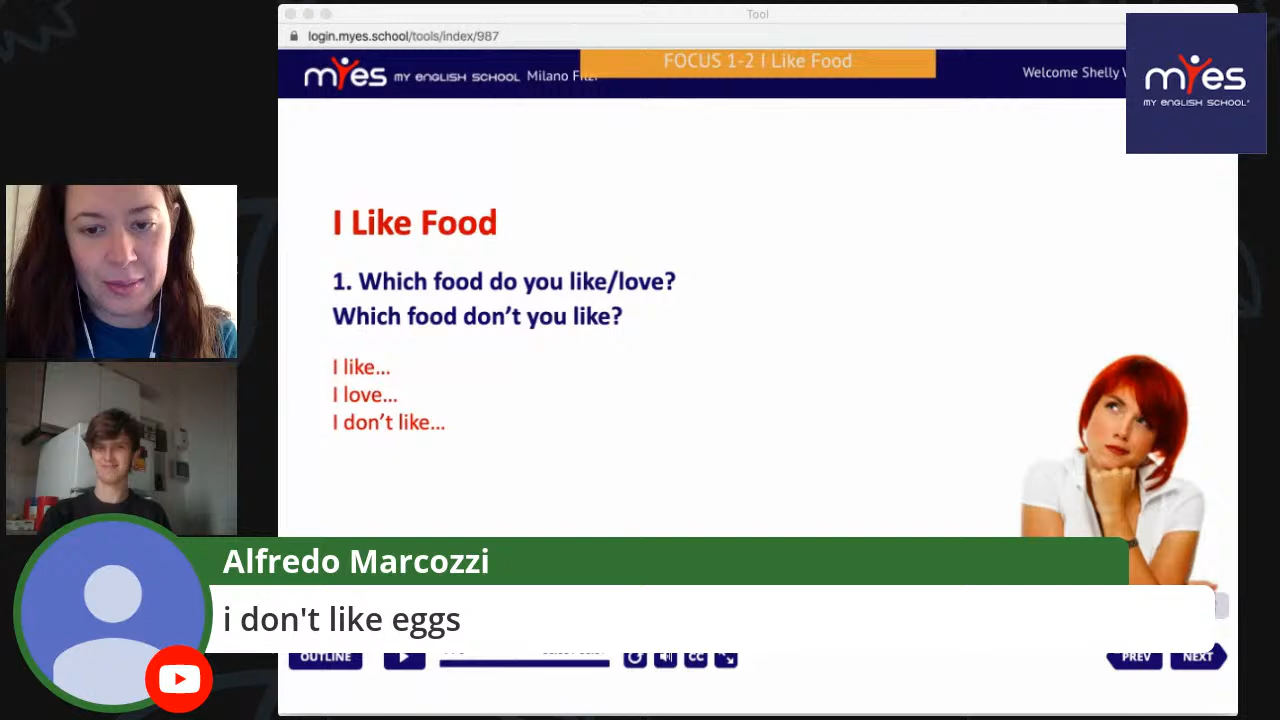 Tool
login.myes.school/tools/index/987
FOCUS 1-2 I Like Food
myes MY ENGLISH SCHOOL Milano
Welcome Shelly
myes
MY ENGLISH SCHOOL
I Like Food
1. Which food do you like/love?
Which food don't you like?
I like...
I love...
I don't like...
Alfredo Marcozzi
i don't like eggs
OUTLINE
CC
PREV
NEXT